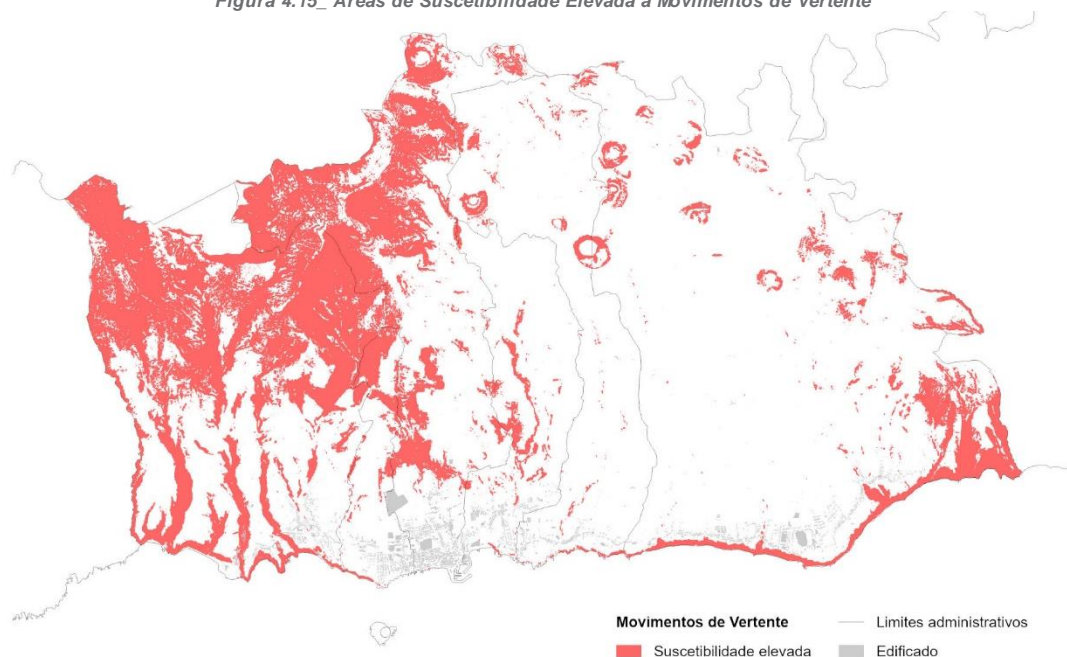 Figura 4.15_ Áreas de Suscetibilidade Elevada a Movimentos de Vertente
Movimentos de Vertente
Suscetibilidade elevada
Limites administrativos
Edificado